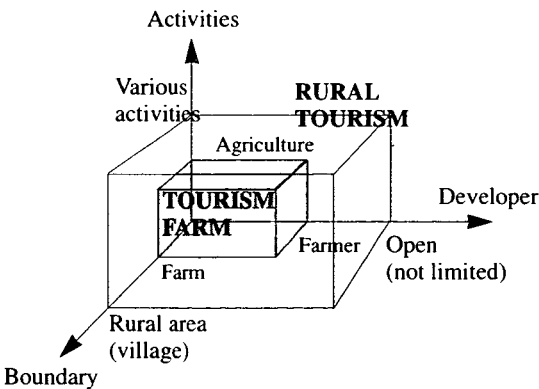 Activities
Various
activities
RURAL
TOURISM
Agriculture
TOURISM
FARM
Developer
Farmer
Open
(not limited)
Farm
Rural area
(village)
Boundary